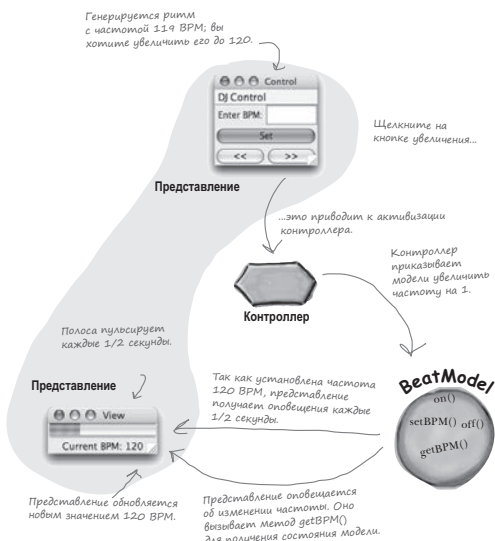 Генерируется ритм
с частотой 119 BPM; вы
хотите увеличить его до 120.
Control
DJ Control
Enter BPM:
Set
<<
>>
Щелкните на
кнопке увеличения...
Представление
...это приводит к активизации
контроллера.
Контроллер
приказывает
модели увеличить
частоту на 1.
Контроллер
Полоса пульсирует
каждые 1/2 секунды.
Представление
View
Current BPM: 120
Так как установлена частота
120 BPM, представление
получает оповещения каждые
1/2 секунды.
BeatModel
on()
setBPM() off()
getBPM()
Представление обновляется
новым значением 120 BPM.
Представление оповещается
об изменении частоты. Оно
вызывает метод getBPM()
для получения состояния модели.